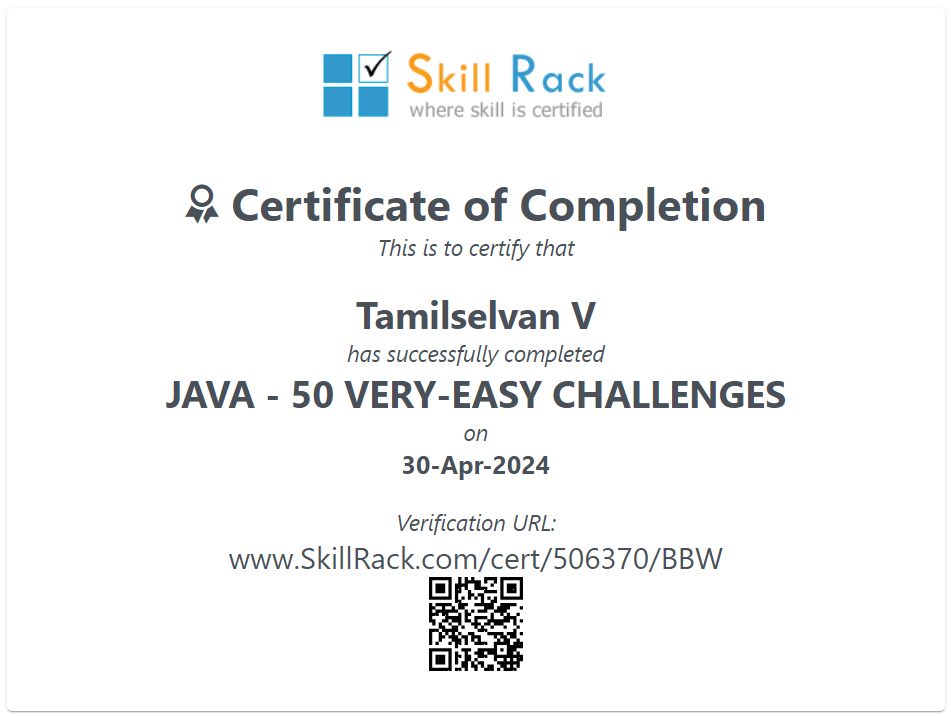 Skill Rack
where skill is certified
Certificate of Completion
This is to certify that
Tamilselvan V
has successfully completed
JAVA - 50 VERY-EASY CHALLENGES
on
30-Apr-2024
Verification URL:
www.SkillRack.com/cert/506370/BBW